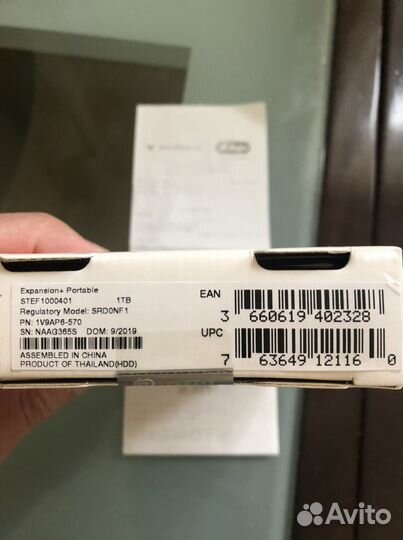 Expansion+ Portable
STEF1000401 1TB
Regulatory Model: SRD0NF1
PN: 1V9AP6-570
SN: NAAG365S DOM: 9/2019
ASSEMBLED IN CHINA
PRODUCT OF THAILAND(HDD)
EAN
3 660619 402328
UPC
7 63649 12116 0
Avito